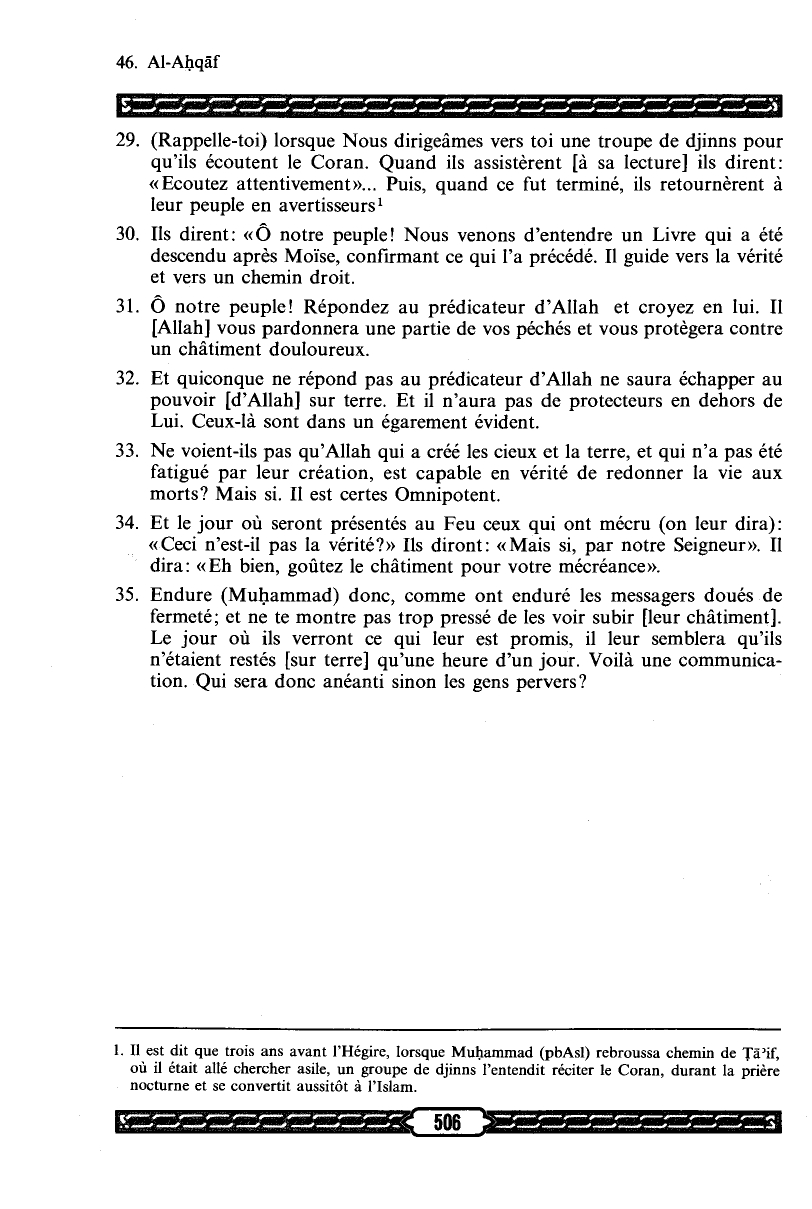 46. Al-Aḥqāf
29. (Rappelle-toi) lorsque Nous dirigeâmes vers toi une troupe de djinns pour
qu'ils écoutent le Coran. Quand ils assistèrent [à sa lecture] ils dirent:
«Ecoutez attentivement»... Puis, quand ce fut terminé, ils retournèrent à
leur peuple en avertisseurs¹
30. Ils dirent: «Ô notre peuple! Nous venons d'entendre un Livre qui a été
descendu après Moïse, confirmant ce qui l'a précédé. Il guide vers la vérité
et vers un chemin droit.
31. Ô notre peuple! Répondez au prédicateur d'Allah et croyez en lui. Il
[Allah] vous pardonnera une partie de vos péchés et vous protègera contre
un châtiment douloureux.
32. Et quiconque ne répond pas au prédicateur d'Allah ne saura échapper au
pouvoir [d'Allah] sur terre. Et il n'aura pas de protecteurs en dehors de
Lui. Ceux-là sont dans un égarement évident.
33. Ne voient-ils pas qu'Allah qui a créé les cieux et la terre, et qui n'a pas été
fatigué par leur création, est capable en vérité de redonner la vie aux
morts? Mais si. Il est certes Omnipotent.
34. Et le jour où seront présentés au Feu ceux qui ont mécru (on leur dira):
«Ceci n'est-il pas la vérité?» Ils diront: «Mais si, par notre Seigneur». Il
dira: «Eh bien, goûtez le châtiment pour votre mécréance».
35. Endure (Muḥammad) donc, comme ont enduré les messagers doués de
fermeté; et ne te montre pas trop pressé de les voir subir [leur châtiment].
Le jour où ils verront ce qui leur est promis, il leur semblera qu'ils
n'étaient restés [sur terre] qu'une heure d'un jour. Voilà une communica-
tion. Qui sera donc anéanti sinon les gens pervers?
1. Il est dit que trois ans avant l'Hégire, lorsque Muḥammad (pbAsl) rebroussa chemin de Ṭāʾif,
où il était allé chercher asile, un groupe de djinns l'entendit réciter le Coran, durant la prière
nocturne et se convertit aussitôt à l'Islam.
506